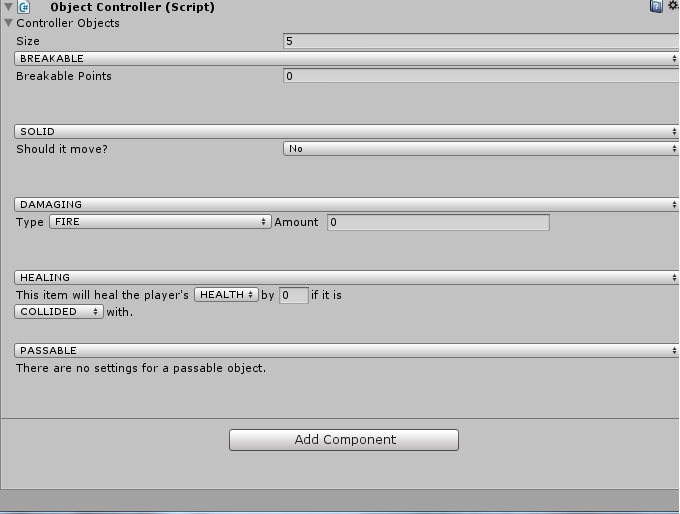 Object Controller (Script)
Controller Objects
Size 5
BREAKABLE
Breakable Points 0
SOLID
Should it move? No
DAMAGING
Type FIRE Amount 0
HEALING
This item will heal the player's HEALTH by 0 if it is
COLLIDED with.
PASSABLE
There are no settings for a passable object.
Add Component